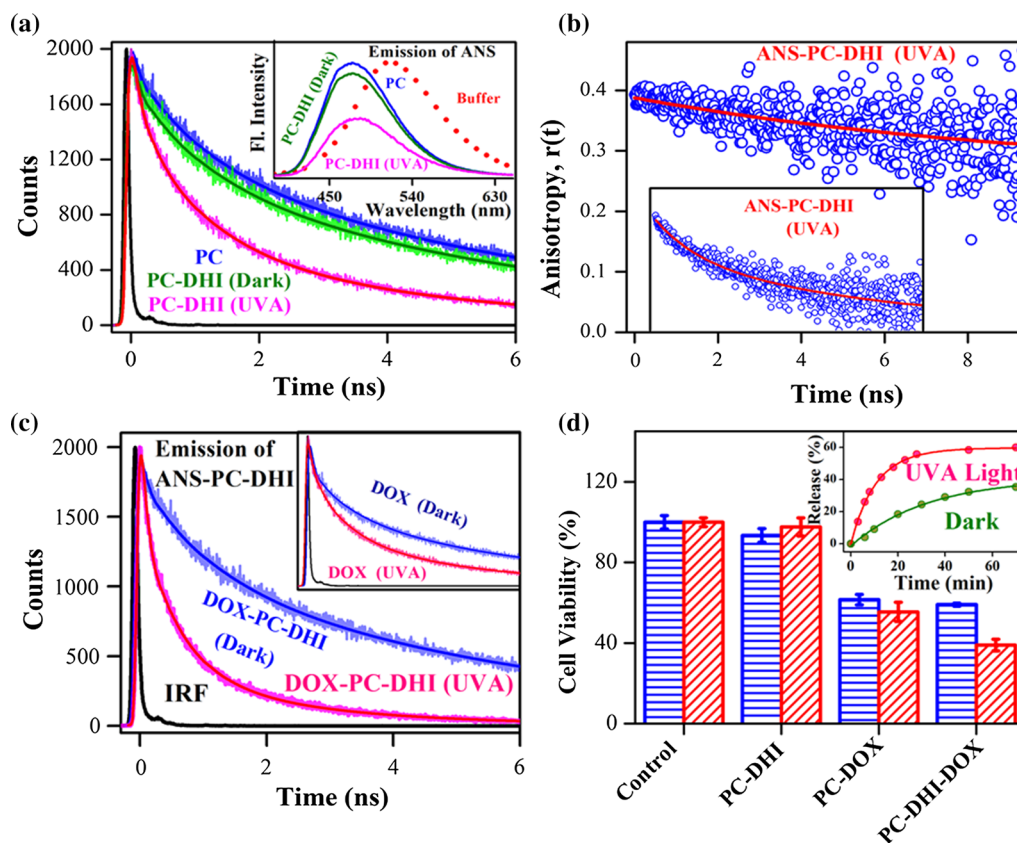 (a)
2000
1600
1200
800
400
0
Counts
0
2
4
6
Time (ns)
PC
PC-DHI (Dark)
PC-DHI (UVA)
Fl. Intensity
Emission of ANS
PC-DHI (Dark)
PC
Buffer
PC-DHI (UVA)
450
540
630
Wavelength (nm)
(b)
ANS-PC-DHI (UVA)
0.4
0.3
0.2
0.1
0.0
Anisotropy, r(t)
ANS-PC-DHI
(UVA)
0
2
4
6
8
Time (ns)
(c)
2000
1500
1000
500
0
Counts
Emission of
ANS-PC-DHI
DOX (Dark)
DOX (UVA)
DOX-PC-DHI
(Dark)
DOX-PC-DHI (UVA)
IRF
0
2
4
6
Time (ns)
(d)
120
80
40
0
Cell Viability (%)
Release (%)
60
40
20
0
UVA Light
Dark
0
20
40
60
Time (min)
Control
PC-DHI
PC-DOX
PC-DHI-DOX